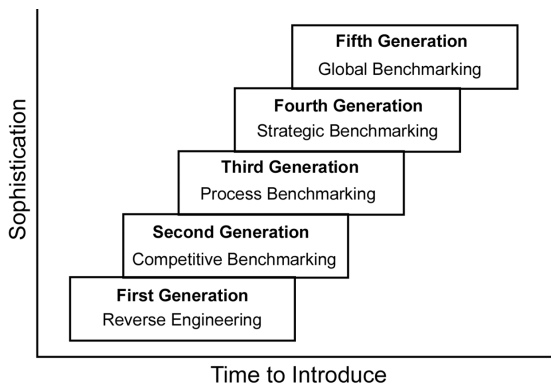 Fifth Generation
Global Benchmarking
Fourth Generation
Strategic Benchmarking
Third Generation
Process Benchmarking
Second Generation
Competitive Benchmarking
First Generation
Reverse Engineering
Sophistication
Time to Introduce